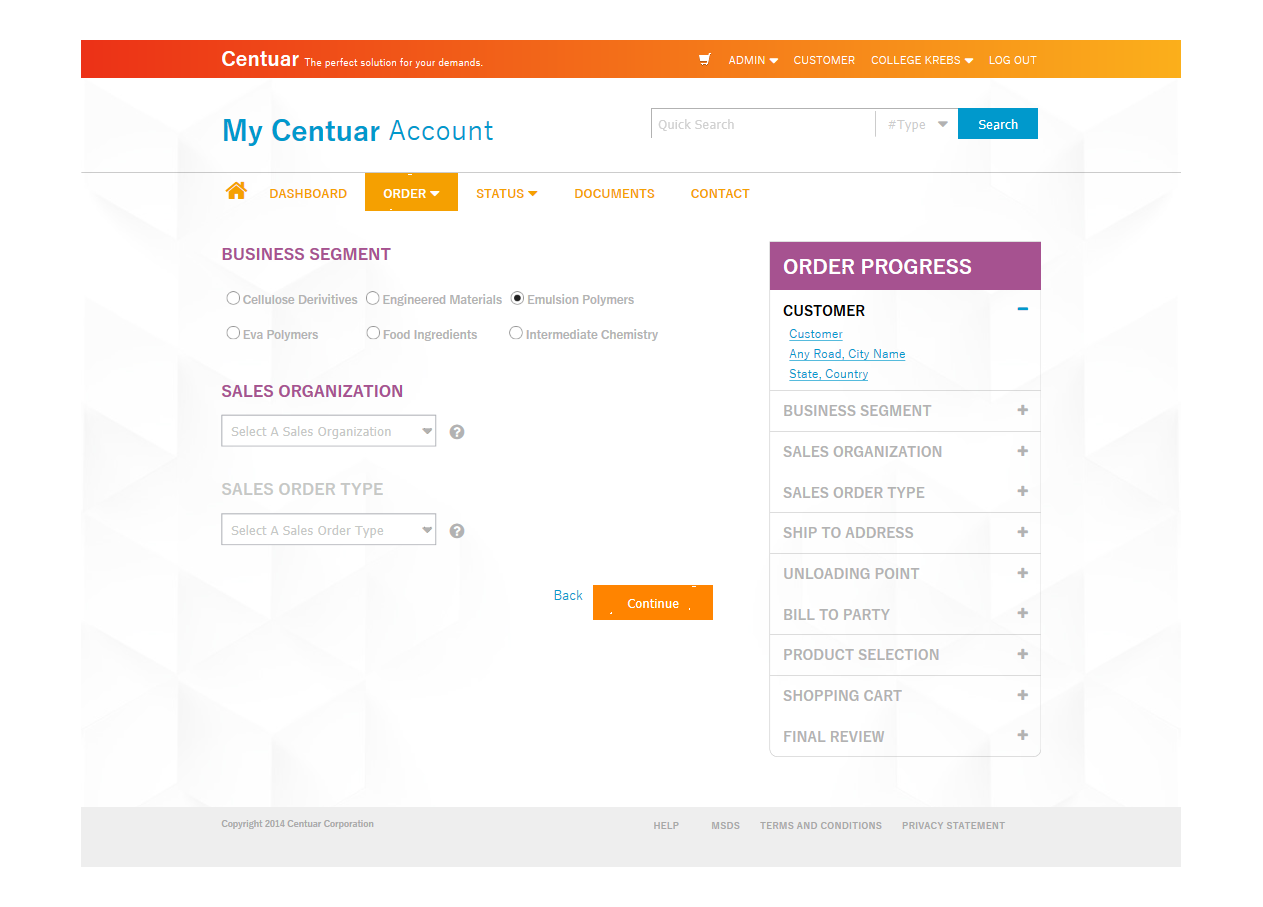 Centuar The perfect solution for your demands.
ADMIN CUSTOMER COLLEGE KREBS LOG OUT
My Centuar Account
Quick Search #Type Search
DASHBOARD ORDER STATUS DOCUMENTS CONTACT
BUSINESS SEGMENT
Cellulose Derivitives Engineered Materials Emulsion Polymers
Eva Polymers Food Ingredients Intermediate Chemistry
SALES ORGANIZATION
Select A Sales Organization ?
SALES ORDER TYPE
Select A Sales Order Type ?
Back Continue
ORDER PROGRESS
CUSTOMER
Customer
Any Road, City Name
State, Country
BUSINESS SEGMENT
SALES ORGANIZATION
SALES ORDER TYPE
SHIP TO ADDRESS
UNLOADING POINT
BILL TO PARTY
PRODUCT SELECTION
SHOPPING CART
FINAL REVIEW
Copyright 2014 Centuar Corporation
HELP MSDS TERMS AND CONDITIONS PRIVACY STATEMENT